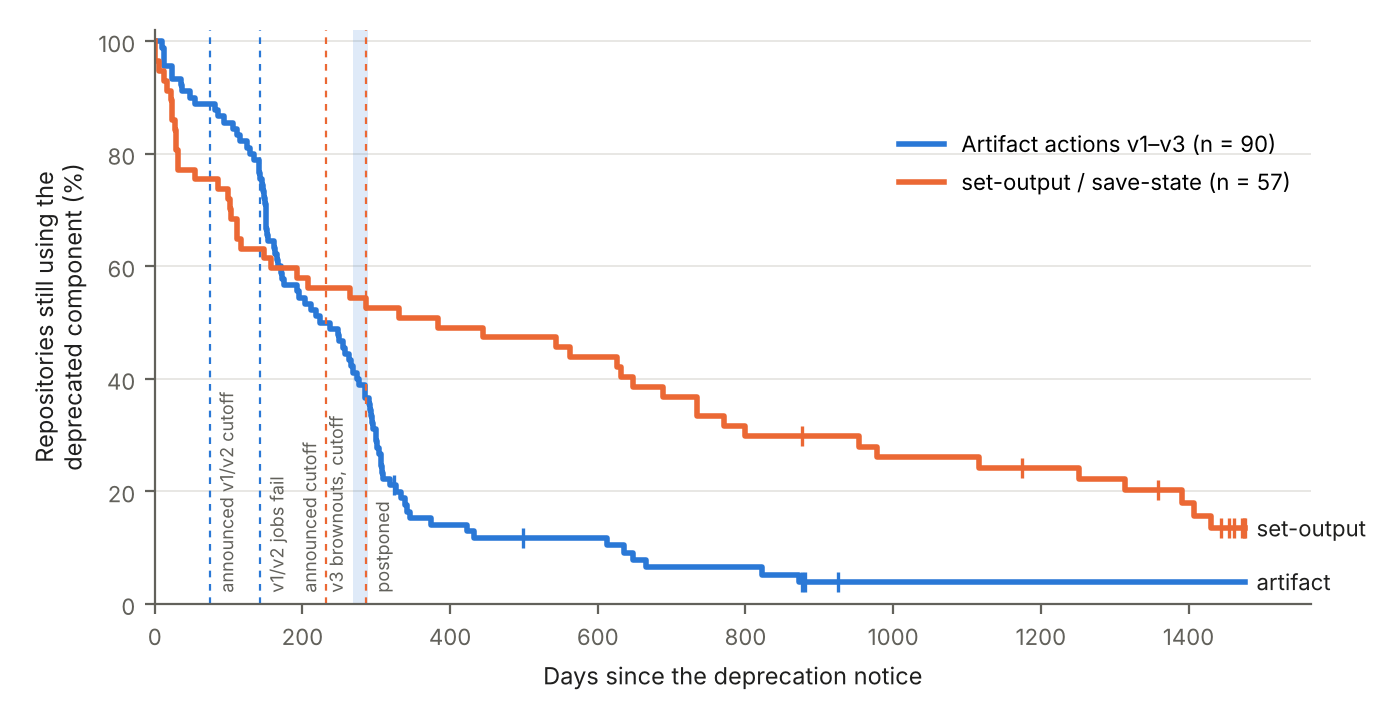 Repositories still using the
deprecated component (%)
100
80
60
40
20
0
Artifact actions v1–v3 (n = 90)
set-output / save-state (n = 57)
announced v1/v2 cutoff
v1/v2 jobs fail
announced cutoff
v3 brownouts, cutoff
postponed
set-output
artifact
0
200
400
600
800
1000
1200
1400
Days since the deprecation notice